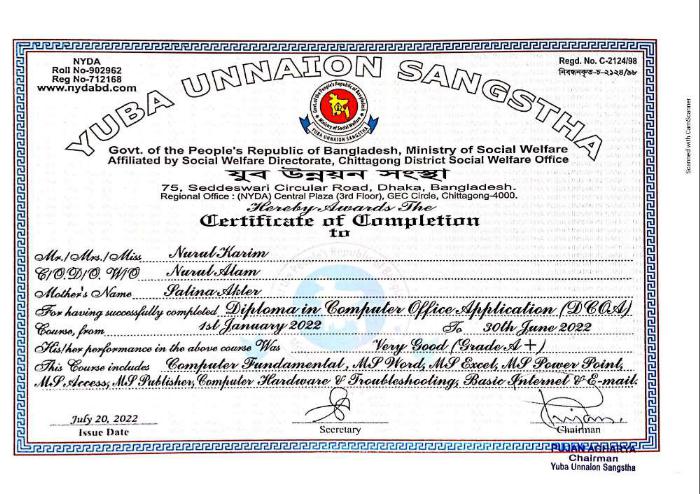 NYDA
Roll No-902962
Reg No-712168
www.nydabd.com
Regd. No. C-2124/98
নিবন্ধনকৃত-চ-২১২৪/৯৮
YUBA UNNAION SANGSTHA
YUBA UNNAION SANGSTHA
Govt. of the People's Republic of Bangladesh, Ministry of Social Welfare
Affiliated by Social Welfare Directorate, Chittagong District Social Welfare Office
যুব উন্নয়ন সংস্থা
75, Seddeswari Circular Road, Dhaka, Bangladesh.
Regional Office : (NYDA) Central Plaza (3rd Floor), GEC Circle, Chittagong-4000.
Hereby Awards The
Certificate of Completion
to
Mr./Mrs./Miss. Nurul Karim
C/O, D/O, W/O Nurul Alam
Mother's Name Salina Akter
For having successfully completed Diploma in Computer Office Application (DCOA)
Course, from 1st January 2022 To 30th June 2022
His/her performance in the above course Was Very Good (Grade A+)
This Course includes Computer Fundamental, MS Word, MS Excel, MS Power Point,
MS Access, MS Publisher, Computer Hardware & Troubleshooting, Basic Internet & E-mail.
July 20, 2022
Issue Date
Secretary
Chairman
PUJAN ACHARYA
Chairman
Yuba Unnaion Sangstha
Scanned with CamScanner